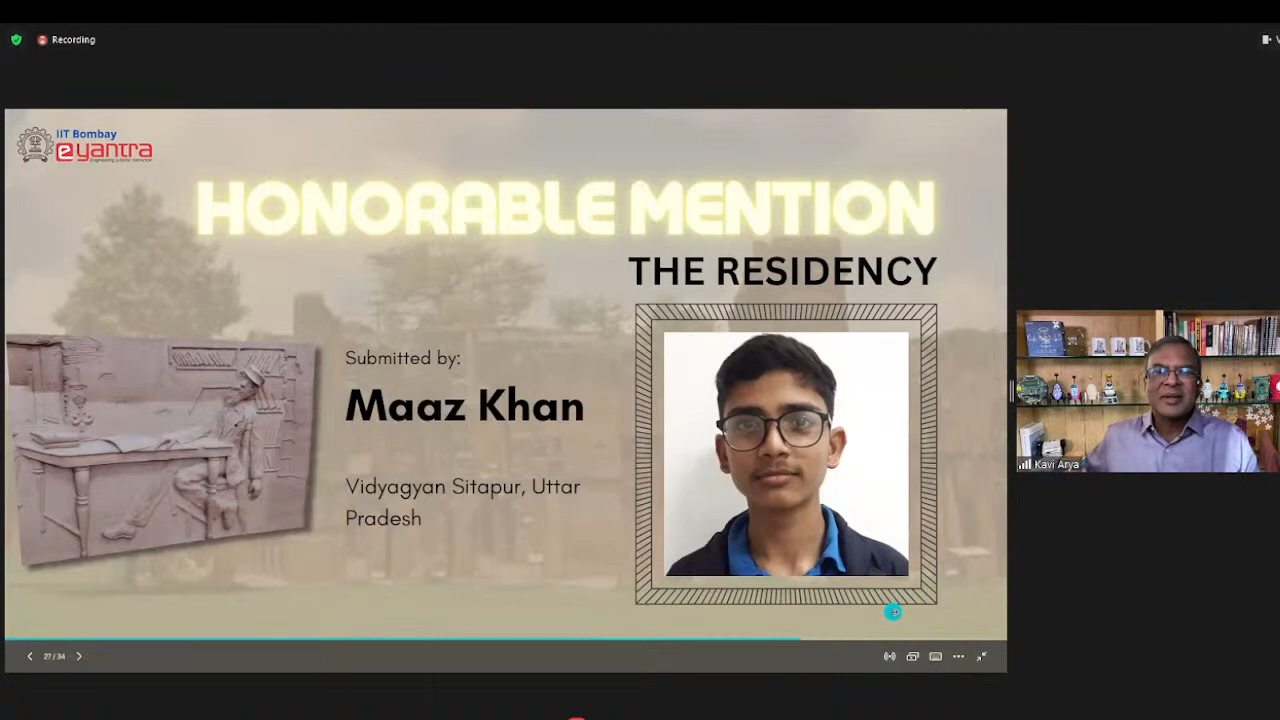 Recording
IIT Bombay
e yantra
HONORABLE MENTION
THE RESIDENCY
Submitted by:
Maaz Khan
Vidyagyan Sitapur, Uttar
Pradesh
Kavi Arya
27 / 34